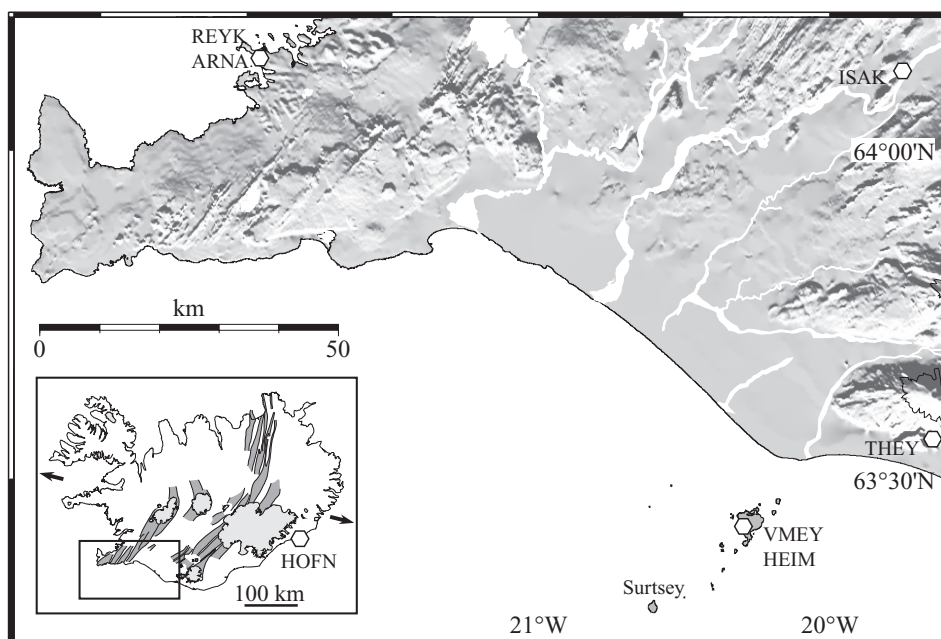 REYK
ARNA
ISAK
64°00'N
km
0
50
THEY
63°30'N
HOFN
VMEY
HEIM
Surtsey
100 km
21°W
20°W